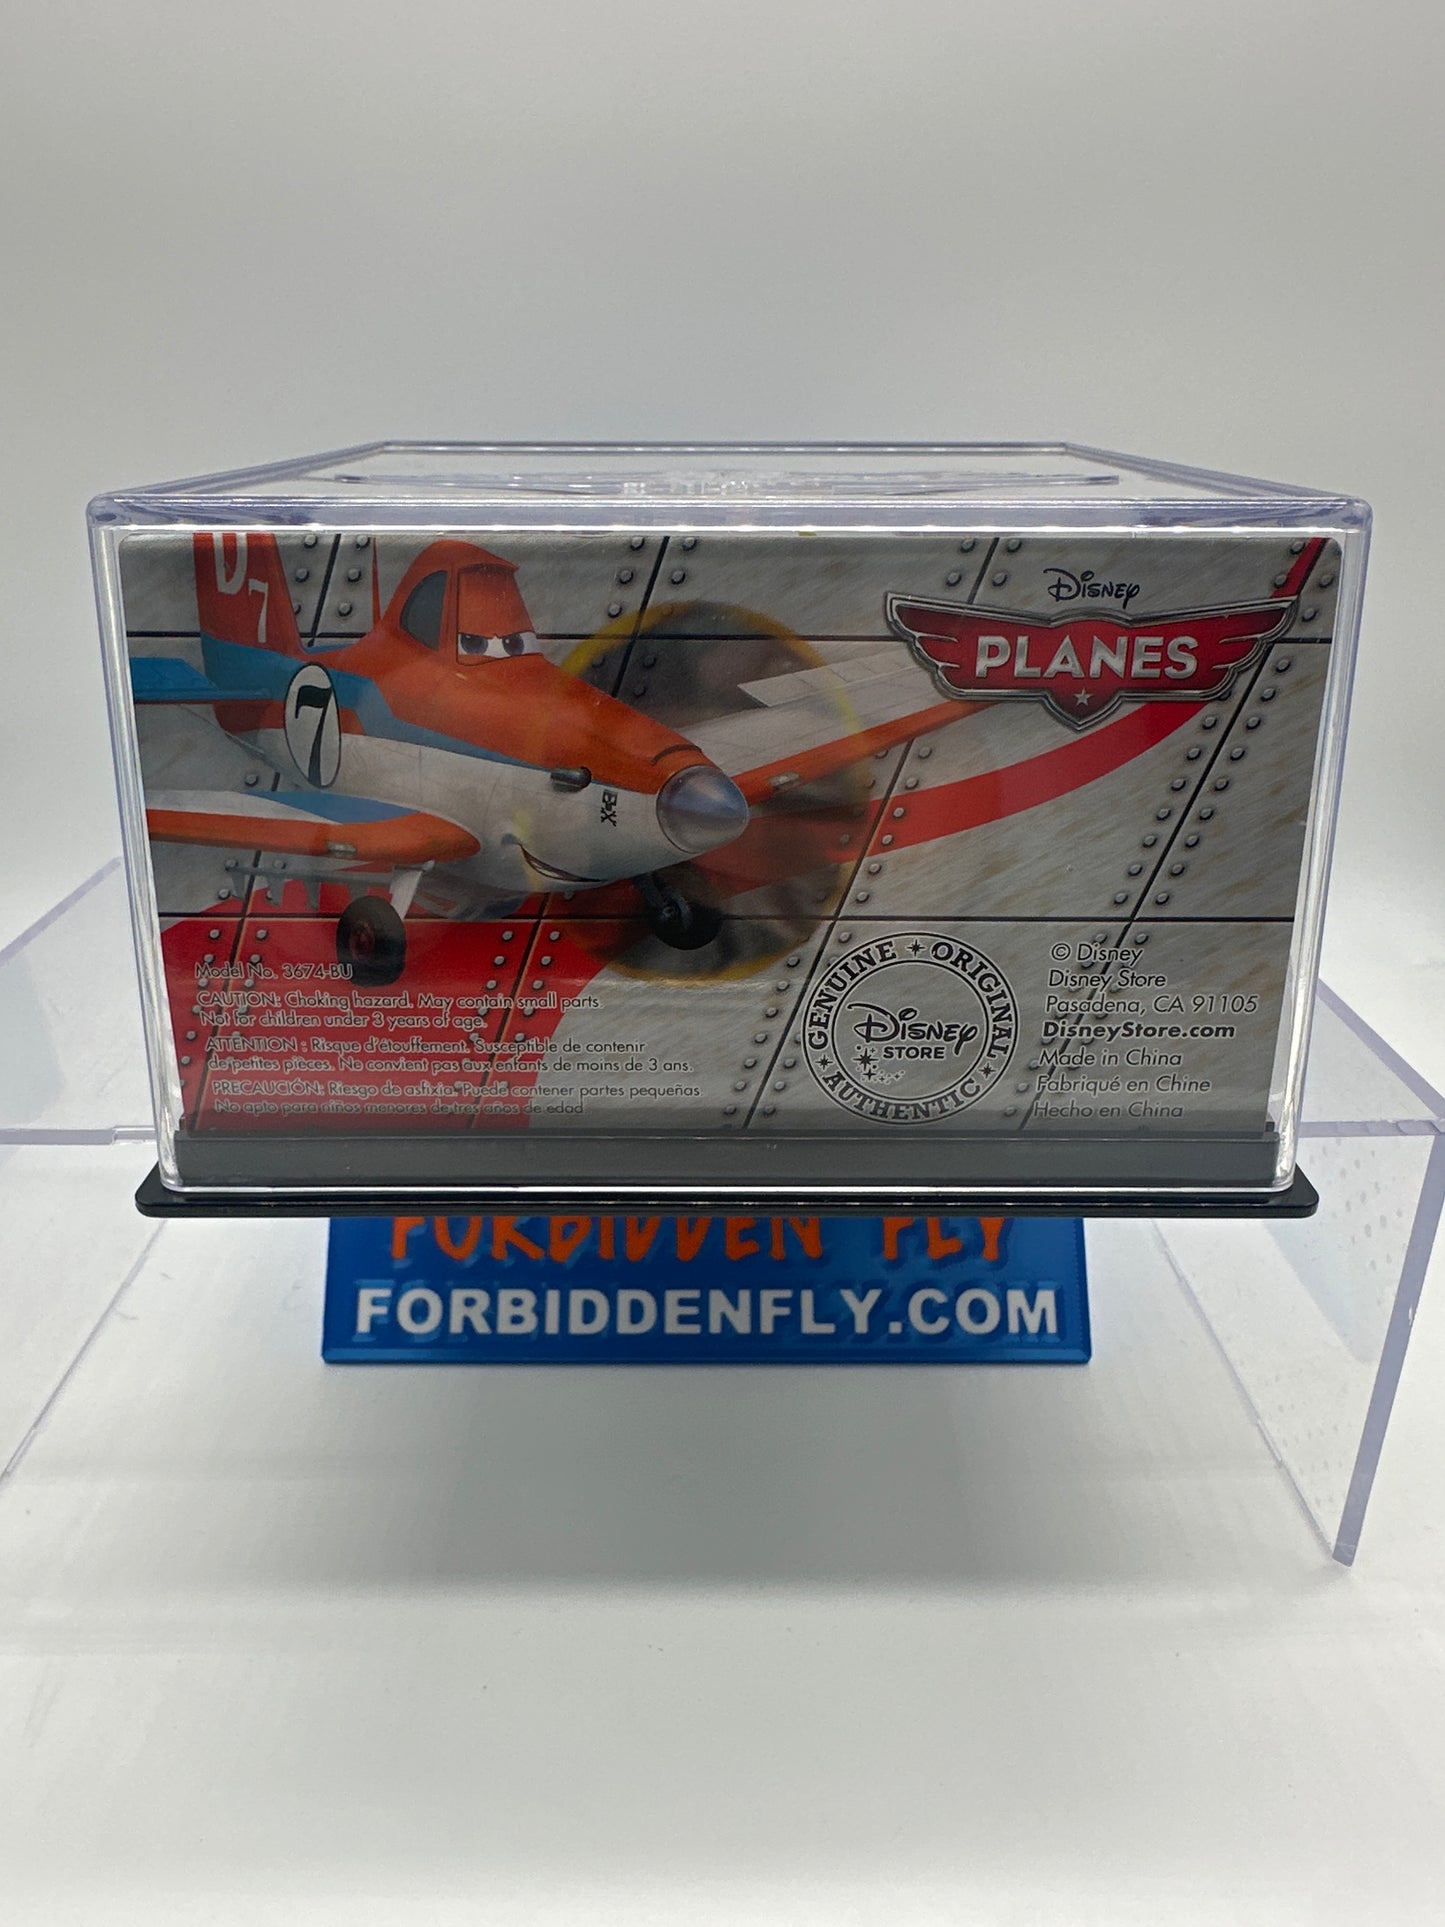 D
7
7
B-X
Disney
PLANES
Model No. 3674-BU
CAUTION: Choking hazard. May contain small parts.
Not for children under 3 years of age.
ATTENTION : Risque d'étouffement. Susceptible de contenir
de petites pièces. Ne convient pas aux enfants de moins de 3 ans.
PRECAUCIÓN: Riesgo de asfixia. Puede contener partes pequeñas
No apto para niños menores de tres años de edad
GENUINE ORIGINAL
AUTHENTIC
Disney
STORE
© Disney
Disney Store
Pasadena, CA 91105
DisneyStore.com
Made in China
Fabriqué en Chine
Hecho en China
FORBIDDEN FLY
FORBIDDENFLY.COM